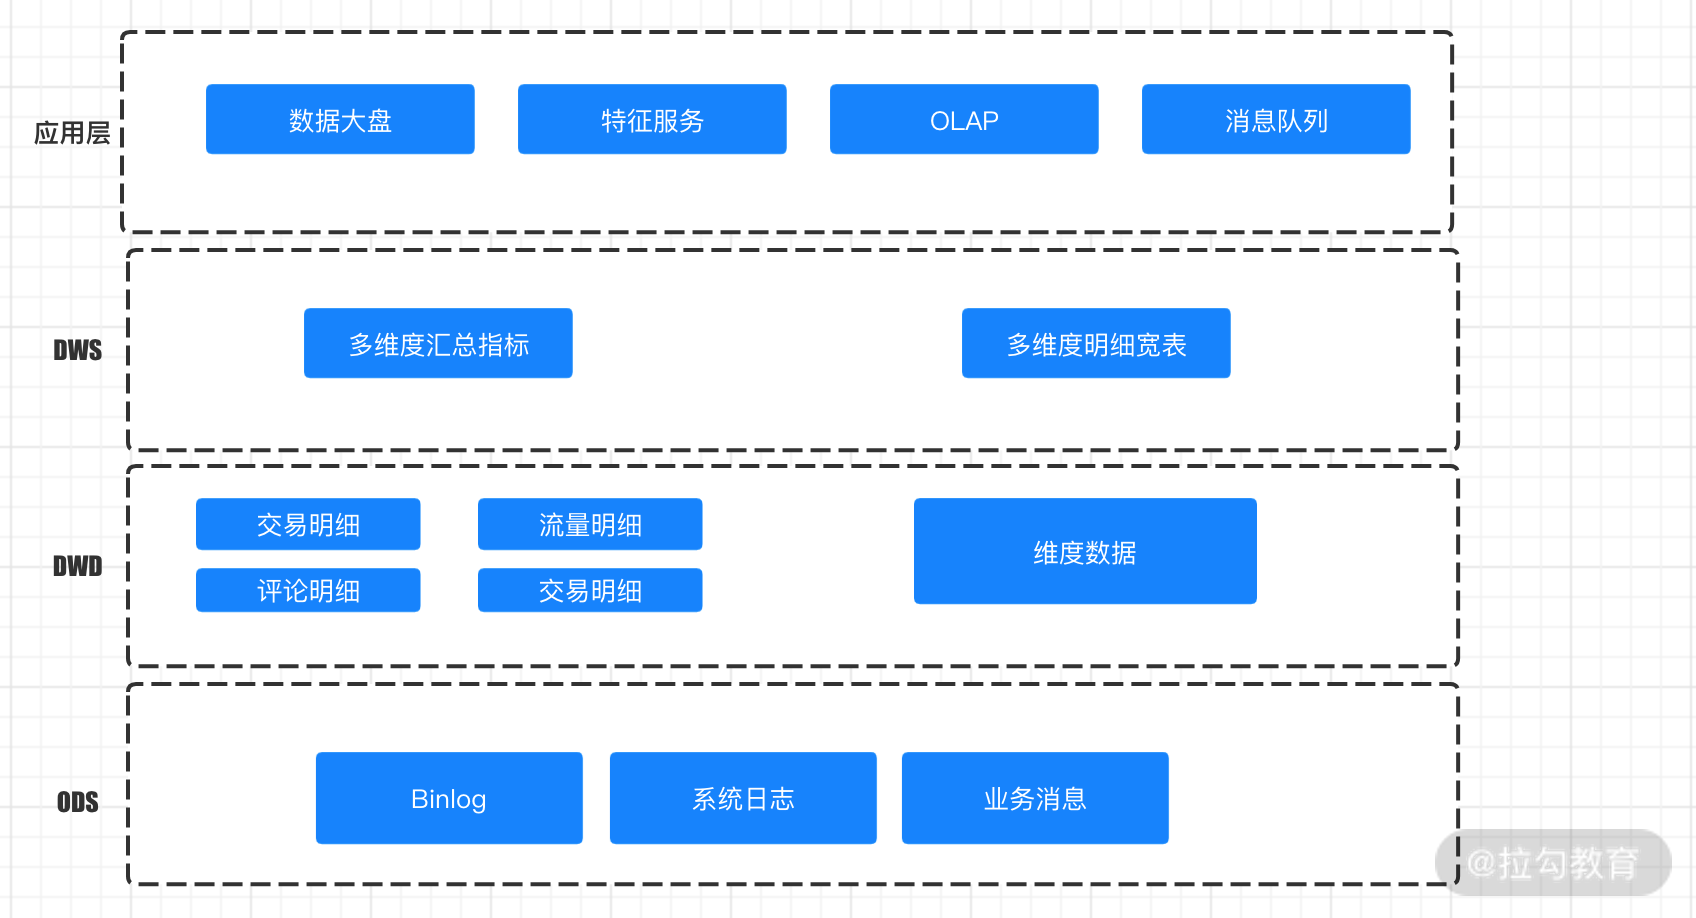 应用层
数据大盘
特征服务
OLAP
消息队列
DWS
多维度汇总指标
多维度明细宽表
DWD
交易明细
流量明细
评论明细
交易明细
维度数据
ODS
Binlog
系统日志
业务消息
@拉勾教育